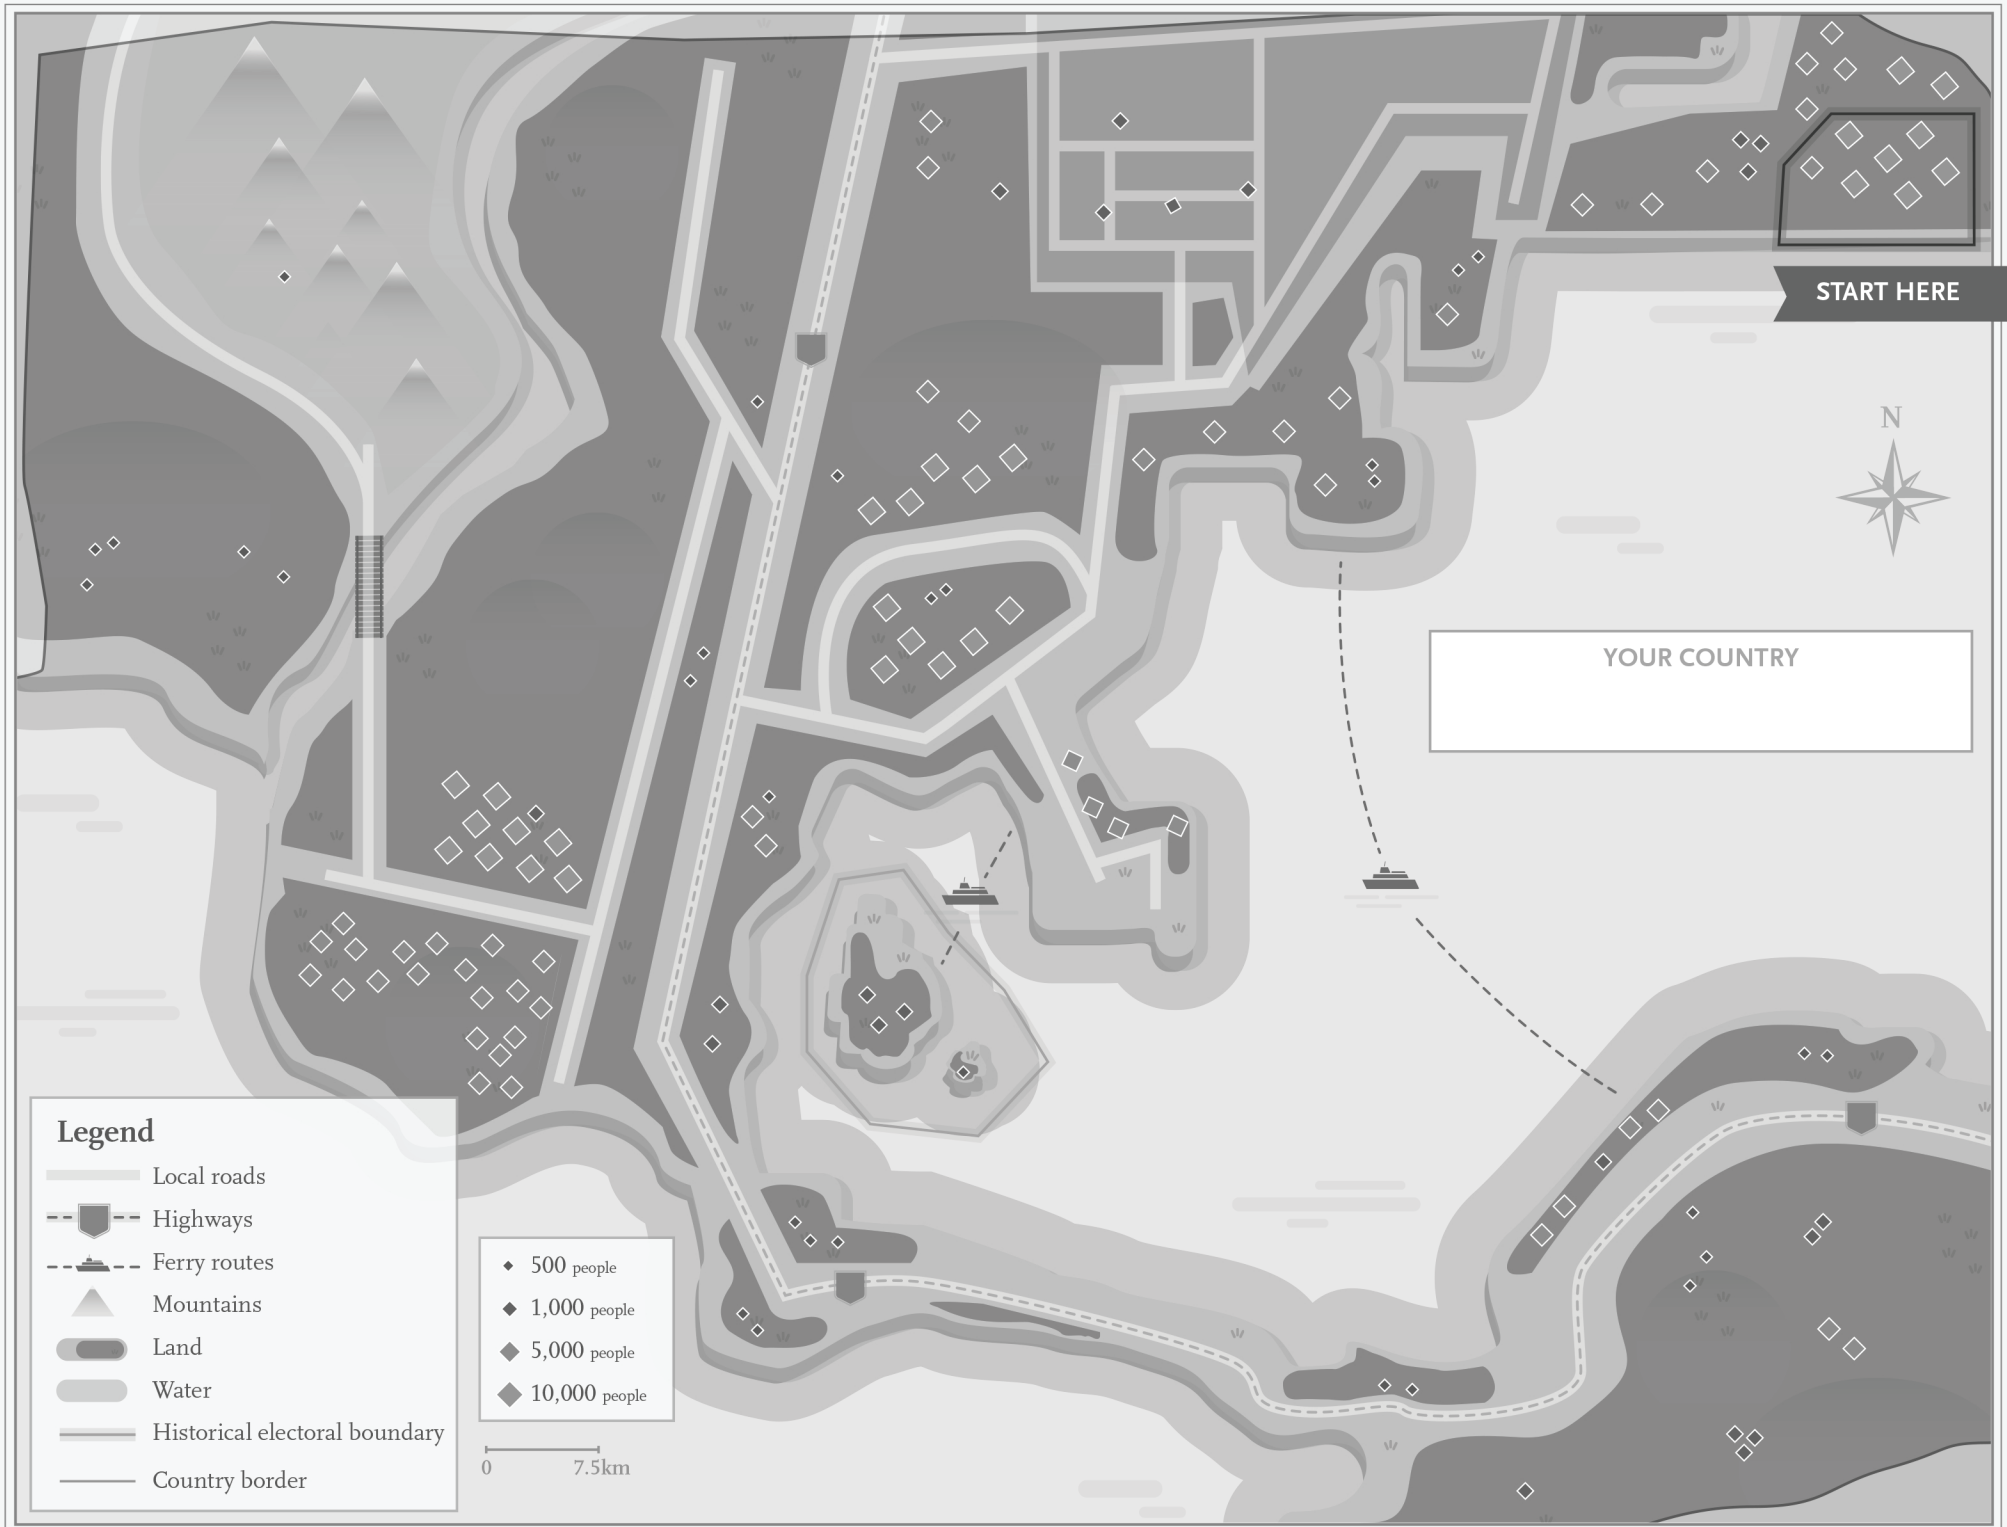 START HERE
N
YOUR COUNTRY
Legend
Local roads
Highways
Ferry routes
Mountains
Land
Water
Historical electoral boundary
Country border
500 people
1,000 people
5,000 people
10,000 people
0 7.5km